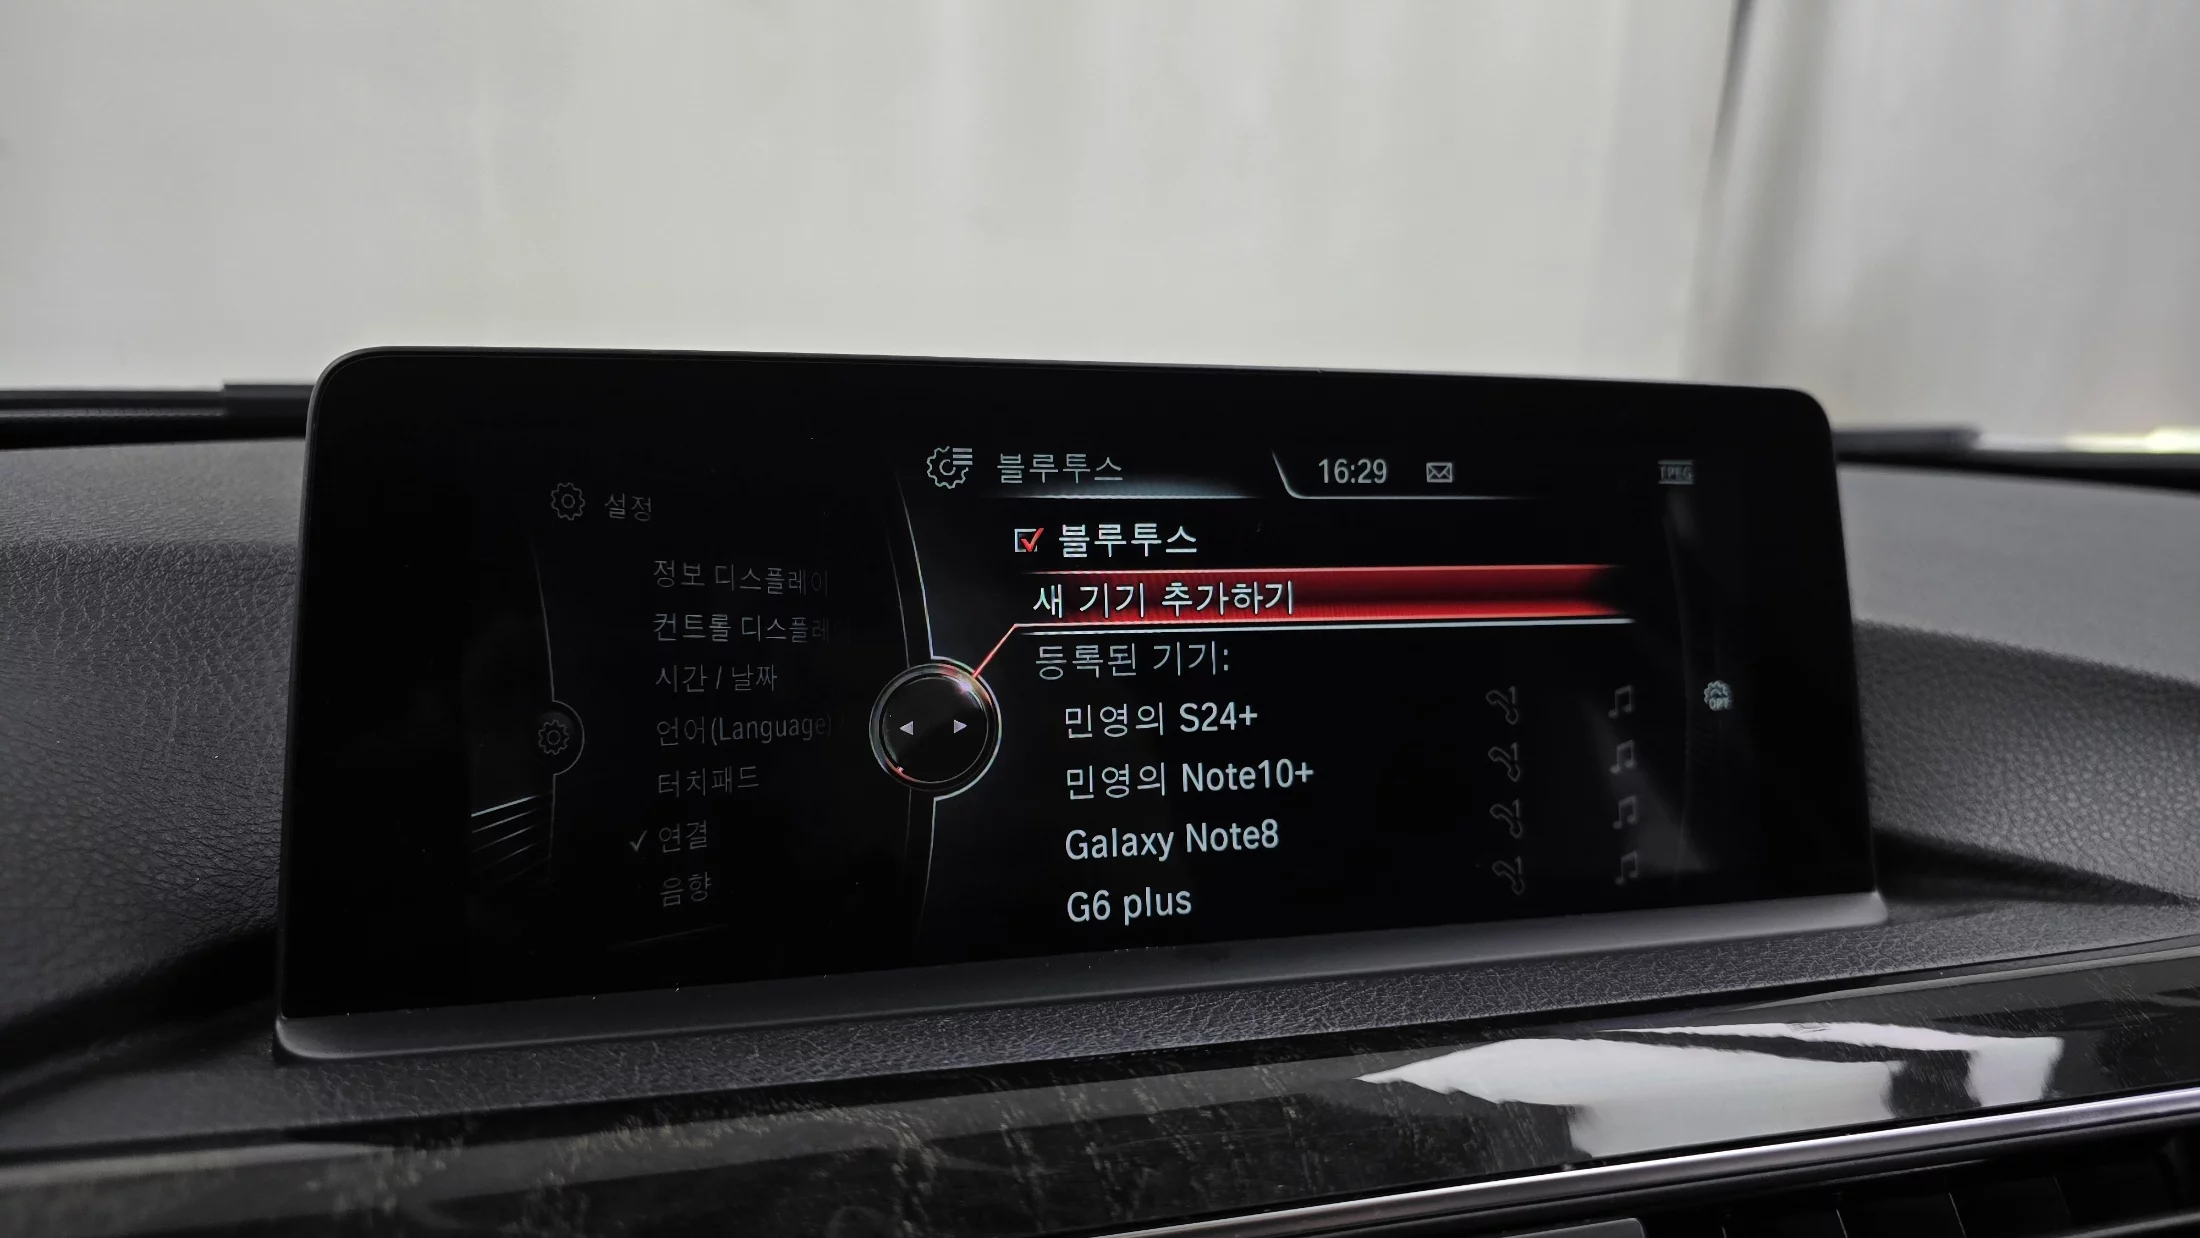 설정
정보 디스플레이
컨트롤 디스플레
시간 / 날짜
언어(Language)
터치패드
연결
음향
블루투스
16:29
TPEG
블루투스
새 기기 추가하기
등록된 기기:
민영의 S24+
민영의 Note10+
Galaxy Note8
G6 plus
OPT